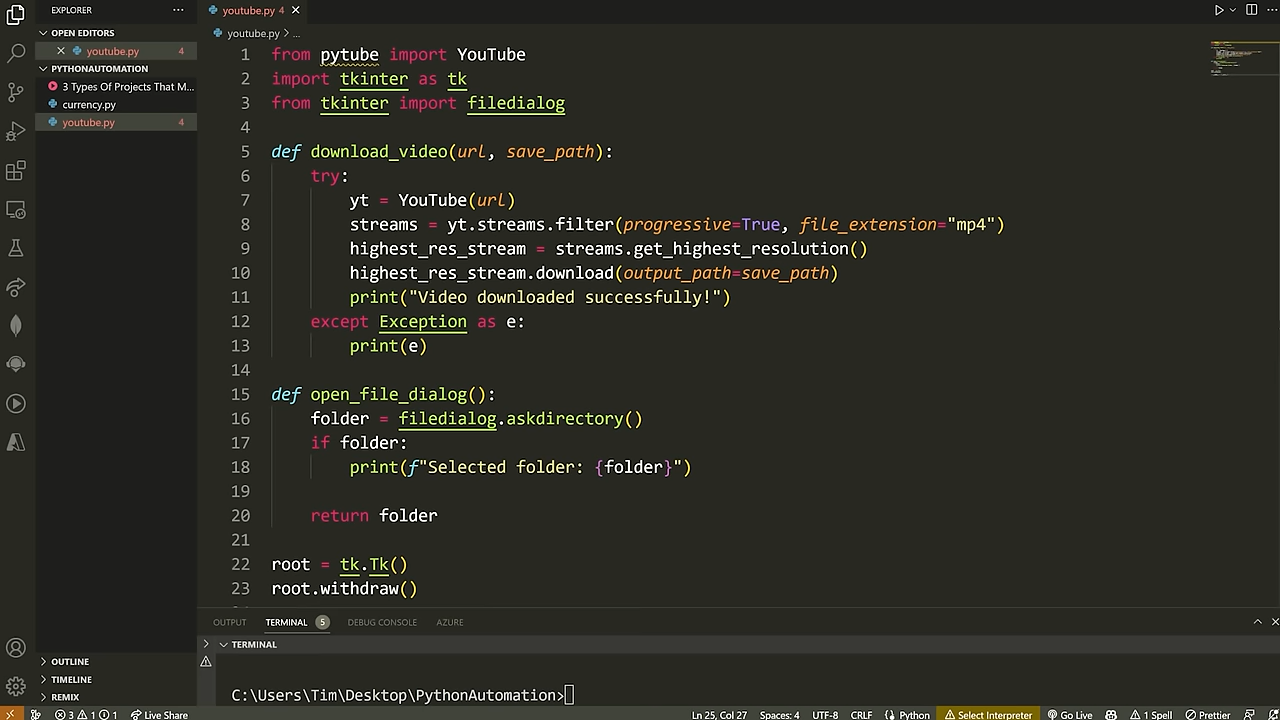 EXPLORER
OPEN EDITORS
youtube.py 4
PYTHONAUTOMATION
3 Types Of Projects That M...
currency.py
youtube.py 4
OUTLINE
TIMELINE
REMIX
youtube.py 4
youtube.py > ...
1 from pytube import YouTube
2 import tkinter as tk
3 from tkinter import filedialog
4
5 def download_video(url, save_path):
6 try:
7 yt = YouTube(url)
8 streams = yt.streams.filter(progressive=True, file_extension="mp4")
9 highest_res_stream = streams.get_highest_resolution()
10 highest_res_stream.download(output_path=save_path)
11 print("Video downloaded successfully!")
12 except Exception as e:
13 print(e)
14
15 def open_file_dialog():
16 folder = filedialog.askdirectory()
17 if folder:
18 print(f"Selected folder: {folder}")
19
20 return folder
21
22 root = tk.Tk()
23 root.withdraw()
OUTPUT TERMINAL 5 DEBUG CONSOLE AZURE
TERMINAL
C:\Users\Tim\Desktop\PythonAutomation>
3 1 1 Live Share Ln 25, Col 27 Spaces: 4 UTF-8 CRLF Python Select Interpreter Go Live 1 Spell Prettier